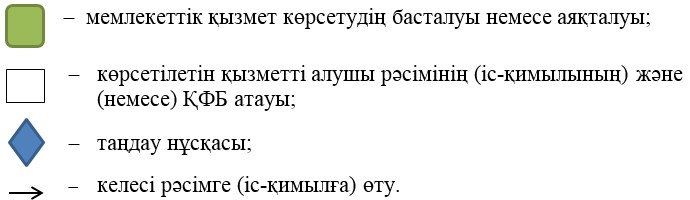 – мемлекеттік қызмет көрсетудің басталуы немесе аяқталуы;
– көрсетілетін қызметті алушы рәсімінің (іс-қимылының) және
(немесе) ҚФБ атауы;
– таңдау нұсқасы;
– келесі рәсімге (іс-қимылға) өту.